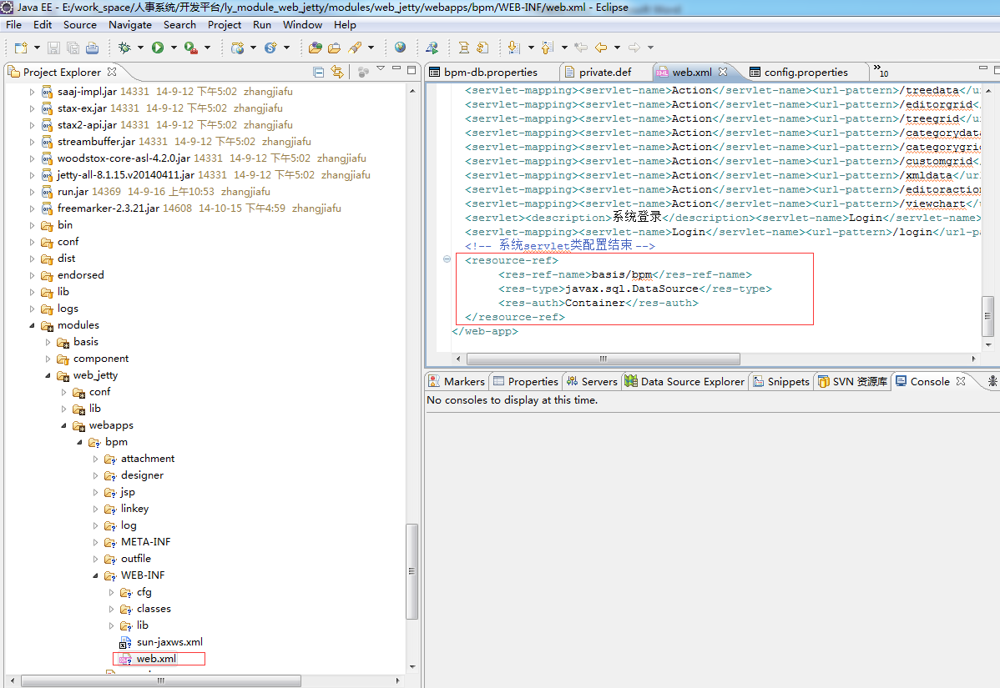 Java EE - E:/work_space/人事系统/开发平台/ly_module_web_jetty/modules/web_jetty/webapps/bpm/WEB-INF/web.xml - Eclipse
File Edit Source Navigate Search Project Run Window Help
Project Explorer
saaj-impl.jar 14331 14-9-12 下午5:02 zhangjiafu
stax-ex.jar 14331 14-9-12 下午5:02 zhangjiafu
stax2-api.jar 14331 14-9-12 下午5:02 zhangjiafu
streambuffer.jar 14331 14-9-12 下午5:02 zhangjiafu
woodstox-core-asl-4.2.0.jar 14331 14-9-12 下午5:02 zhangjiafu
jetty-all-8.1.15.v20140411.jar 14331 14-9-12 下午5:02 zhangjiafu
run.jar 14369 14-9-16 上午10:53 zhangjiafu
freemarker-2.3.21.jar 14608 14-10-15 下午4:59 zhangjiafu
bin
conf
dist
endorsed
lib
logs
modules
basis
component
web_jetty
conf
lib
webapps
bpm
attachment
designer
jsp
linkey
log
META-INF
outfile
WEB-INF
cfg
classes
lib
sun-jaxws.xml
web.xml
bpm-db.properties private.def web.xml config.properties »10
<servlet-mapping><servlet-name>Action</servlet-name><url-pattern>/treedata</ur
<servlet-mapping><servlet-name>Action</servlet-name><url-pattern>/editorgrid<
<servlet-mapping><servlet-name>Action</servlet-name><url-pattern>/treegrid</u
<servlet-mapping><servlet-name>Action</servlet-name><url-pattern>/categorydata
<servlet-mapping><servlet-name>Action</servlet-name><url-pattern>/categorygrid
<servlet-mapping><servlet-name>Action</servlet-name><url-pattern>/customgrid<
<servlet-mapping><servlet-name>Action</servlet-name><url-pattern>/xmldata</ur
<servlet-mapping><servlet-name>Action</servlet-name><url-pattern>/editoraction
<servlet-mapping><servlet-name>Action</servlet-name><url-pattern>/viewchart</
<servlet><description>系统登录</description><servlet-name>Login</servlet-name>
<servlet-mapping><servlet-name>Login</servlet-name><url-pattern>/login</url-pa
<!-- 系统servlet类配置结束 -->
<resource-ref>
<res-ref-name>basis/bpm</res-ref-name>
<res-type>javax.sql.DataSource</res-type>
<res-auth>Container</res-auth>
</resource-ref>
</web-app>
Markers Properties Servers Data Source Explorer Snippets SVN 资源库 Console
No consoles to display at this time.